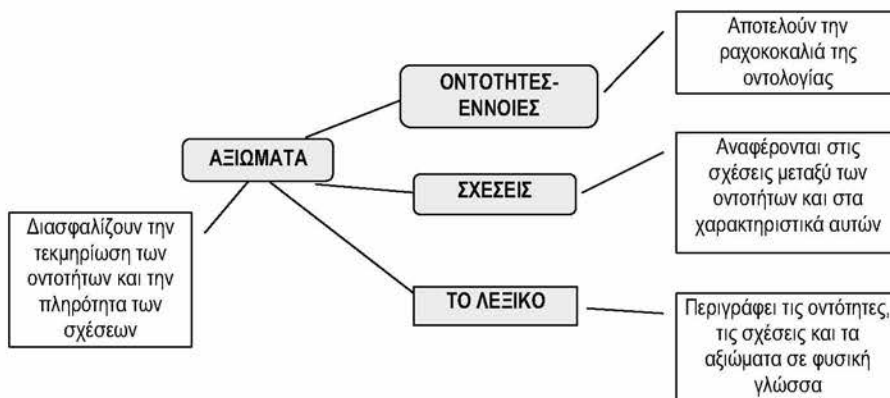 Αποτελούν την
ραχοκοκαλιά της
οντολογίας
ΟΝΤΟΤΗΤΕΣ-
ΕΝΝΟΙΕΣ
ΑΞΙΩΜΑΤΑ
Αναφέρονται στις
σχέσεις μεταξύ των
οντοτήτων και στα
χαρακτηριστικά αυτών
ΣΧΕΣΕΙΣ
Διασφαλίζουν την
τεκμηρίωση των
οντοτήτων και την
πληρότητα των
σχέσεων
ΤΟ ΛΕΞΙΚΟ
Περιγράφει τις οντότητες,
τις σχέσεις και τα
αξιώματα σε φυσική
γλώσσα